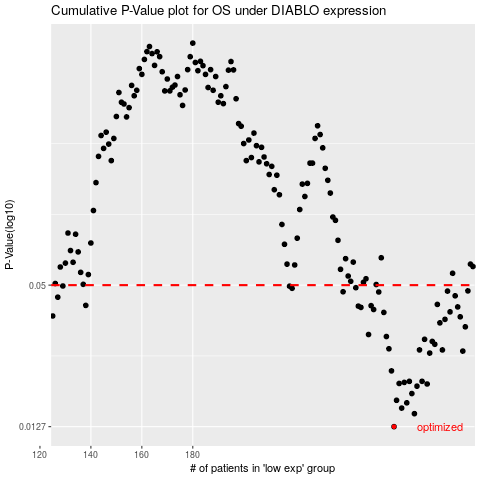 Cumulative P-Value plot for OS under DIABLO expression
P-Value(log10)
0.05
0.0127
optimized
120 140 160 180
# of patients in 'low exp' group